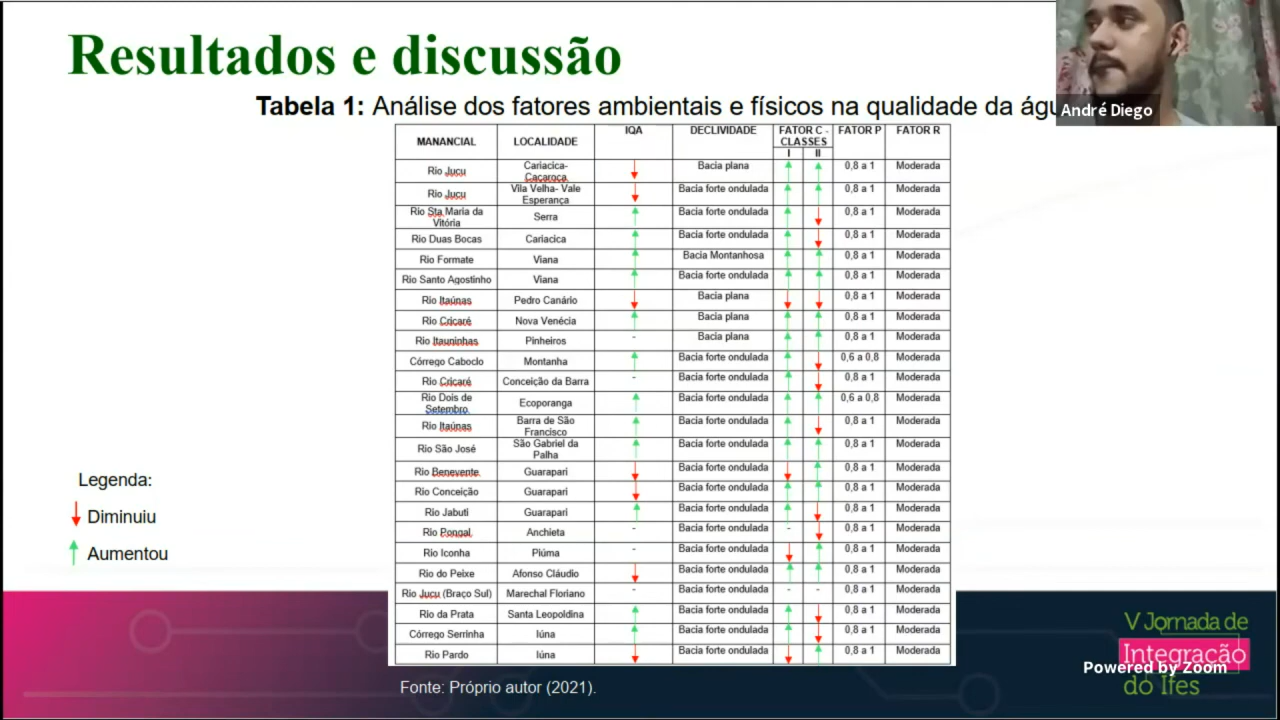 Resultados e discussão
Tabela 1: Análise dos fatores ambientais e físicos na qualidade da águ
André Diego
MANANCIAL LOCALIDADE IQA DECLIVIDADE FATOR C - CLASSES FATOR P FATOR R
I II
Rio Jucu Cariacica- Caçaroca Bacia plana 0,8 a 1 Moderada
Rio Jucu Vila Velha- Vale Esperança Bacia forte ondulada 0,8 a 1 Moderada
Rio Sta Maria da Vitória Serra Bacia forte ondulada 0,8 a 1 Moderada
Rio Duas Bocas Cariacica Bacia forte ondulada 0,8 a 1 Moderada
Rio Formate Viana Bacia Montanhosa 0,8 a 1 Moderada
Rio Santo Agostinho Viana Bacia forte ondulada 0,8 a 1 Moderada
Rio Itaúnas Pedro Canário Bacia plana 0,8 a 1 Moderada
Rio Cricaré Nova Venécia Bacia plana 0,8 a 1 Moderada
Rio Itauninhas Pinheiros - Bacia plana 0,8 a 1 Moderada
Córrego Caboclo Montanha Bacia forte ondulada 0,6 a 0,8 Moderada
Rio Cricaré Conceição da Barra - Bacia forte ondulada 0,8 a 1 Moderada
Rio Dois de Setembro Ecoporanga Bacia forte ondulada 0,6 a 0,8 Moderada
Rio Itaúnas Barra de São Francisco Bacia forte ondulada 0,8 a 1 Moderada
Rio São José São Gabriel da Palha Bacia forte ondulada 0,8 a 1 Moderada
Rio Benevente Guarapari Bacia forte ondulada 0,8 a 1 Moderada
Rio Conceição Guarapari Bacia forte ondulada 0,8 a 1 Moderada
Rio Jabuti Guarapari Bacia forte ondulada 0,8 a 1 Moderada
Rio Pongal Anchieta - Bacia forte ondulada - 0,8 a 1 Moderada
Rio Iconha Piúma - Bacia forte ondulada 0,8 a 1 Moderada
Rio do Peixe Afonso Cláudio Bacia forte ondulada 0,8 a 1 Moderada
Rio Jucu (Braço Sul) Marechal Floriano - Bacia forte ondulada - - 0,8 a 1 Moderada
Rio da Prata Santa Leopoldina Bacia forte ondulada 0,8 a 1 Moderada
Córrego Serrinha Iúna Bacia forte ondulada 0,8 a 1 Moderada
Rio Pardo Iúna Bacia forte ondulada 0,8 a 1 Moderada
Legenda:
Diminuiu
Aumentou
Fonte: Próprio autor (2021).
V Jornada de
Integração
do Ifes
Powered by Zoom